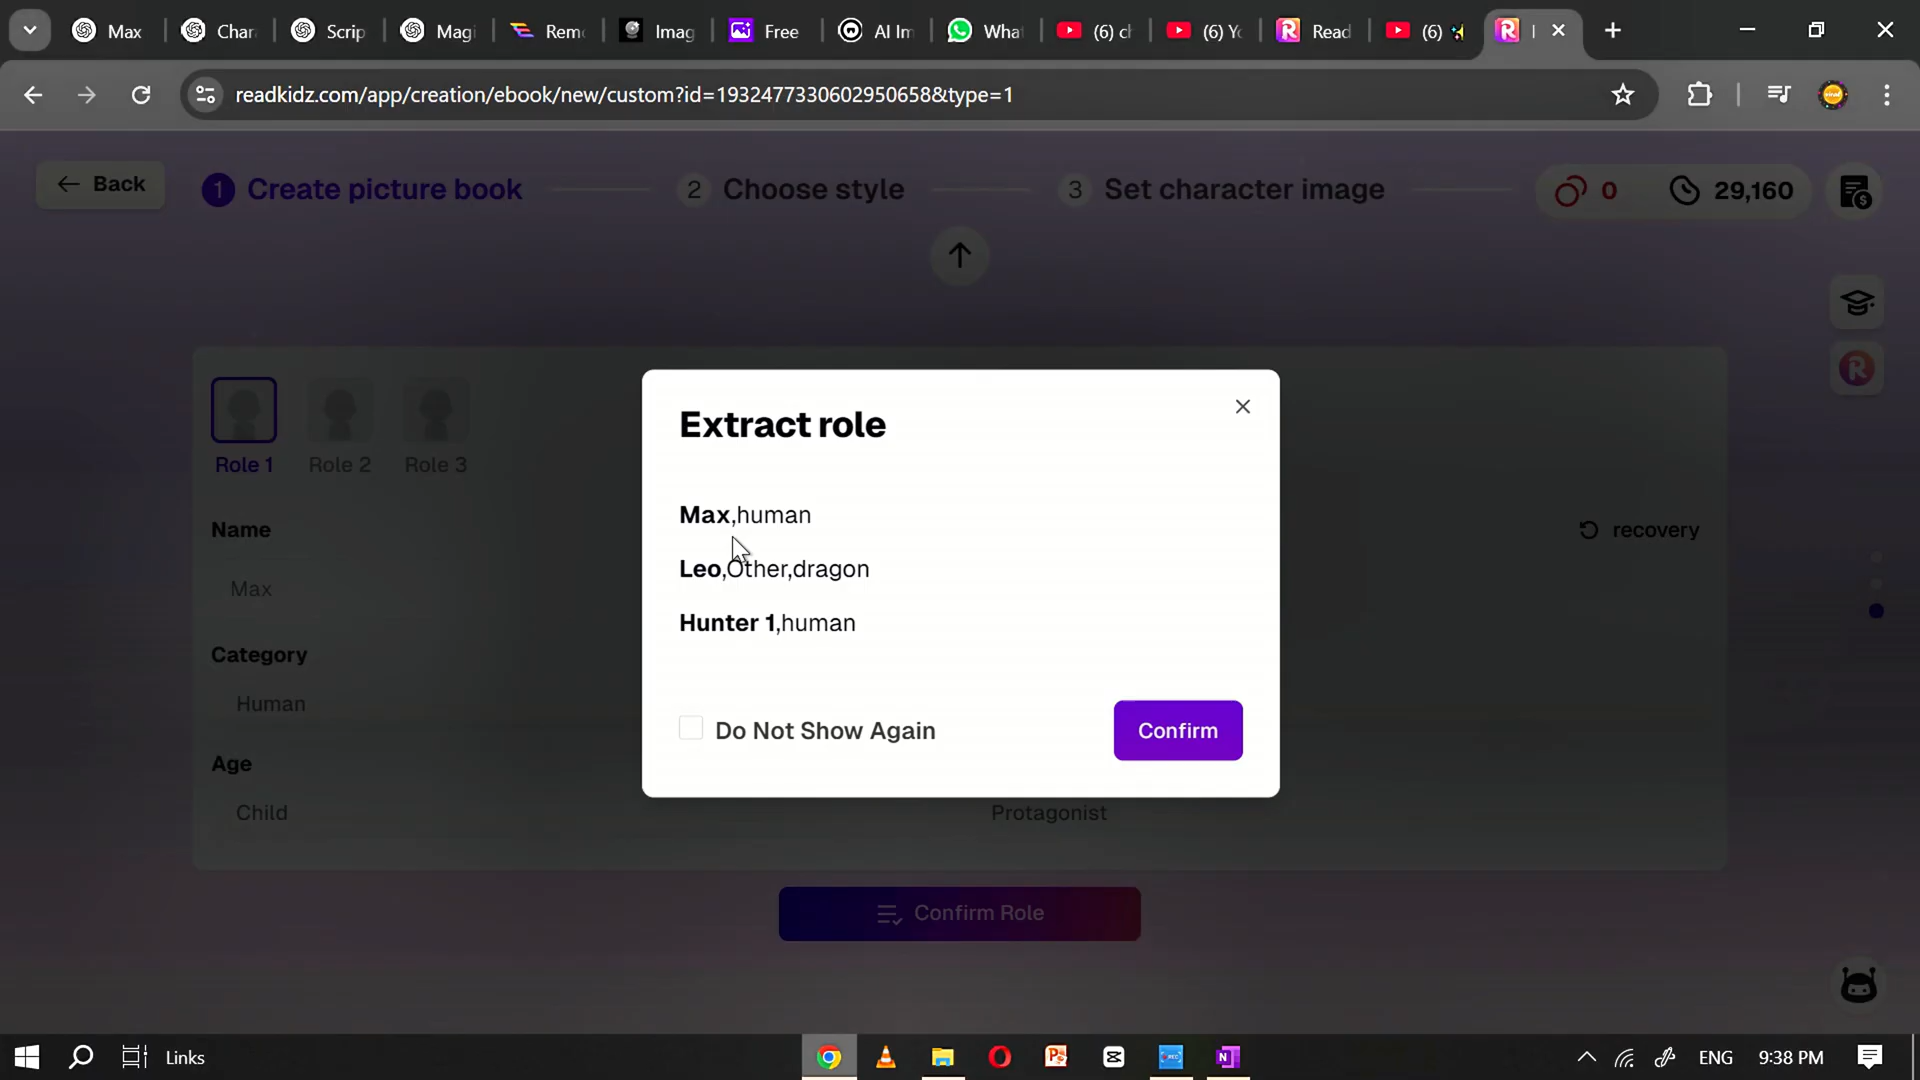 Max
Char
Scrip
Magi
Rem
Imag
Free
AI Im
What
(6) cl
(6) Yo
Read
(6)
readkidz.com/app/creation/ebook/new/custom?id=1932477330602950658&type=1
Back
1 Create picture book
2 Choose style
3 Set character image
0
29,160
Role 1
Role 2
Role 3
Name
recovery
Max
Category
Human
Age
Child
Protagonist
Extract role
Max,human
Leo,Other,dragon
Hunter 1,human
Do Not Show Again
Confirm
Confirm Role
Links
ENG
9:38 PM